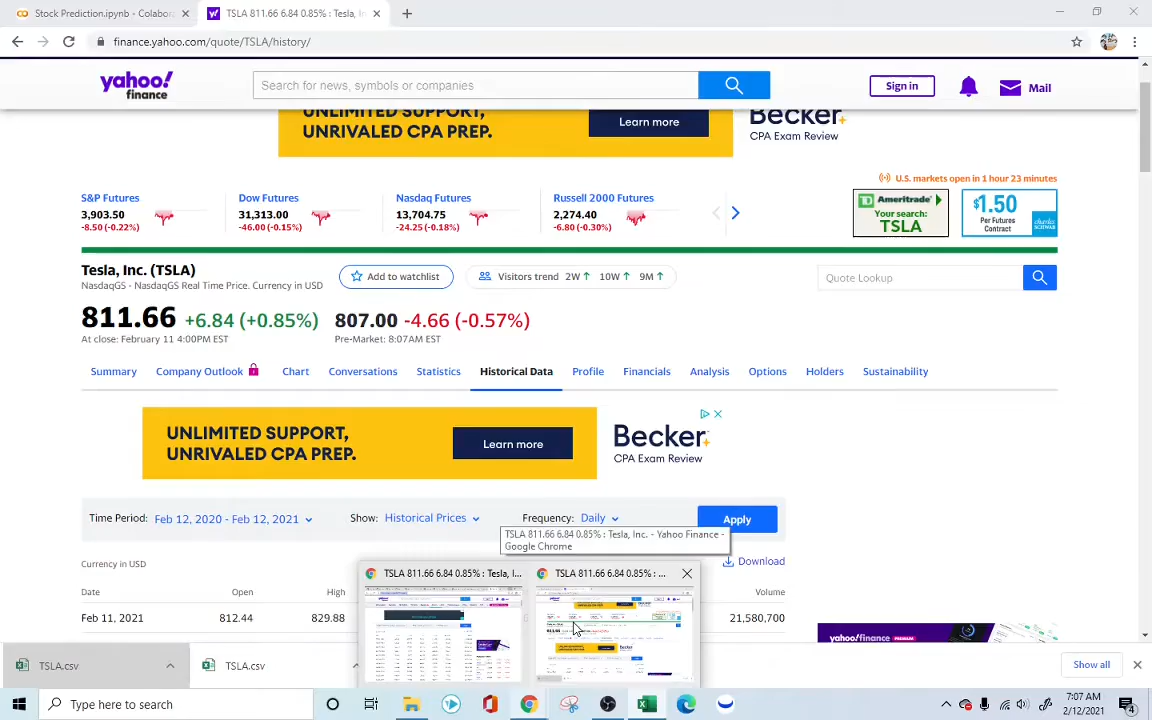 Stock Prediction.ipynb - Colabora
TSLA 811.66 6.84 0.85% : Tesla, In
finance.yahoo.com/quote/TSLA/history/
yahoo!
finance
Search for news, symbols or companies
Sign in
Mail
UNLIMITED SUPPORT,
UNRIVALED CPA PREP.
Learn more
Becker
CPA Exam Review
U.S. markets open in 1 hour 23 minutes
S&P Futures
3,903.50
-8.50 (-0.22%)
Dow Futures
31,313.00
-46.00 (-0.15%)
Nasdaq Futures
13,704.75
-24.25 (-0.18%)
Russell 2000 Futures
2,274.40
-6.80 (-0.30%)
Ameritrade
Your search:
TSLA
$1.50
Per Futures
Contract
charles
SCHWAB
Tesla, Inc. (TSLA)
NasdaqGS - NasdaqGS Real Time Price. Currency in USD
Add to watchlist
Visitors trend 2W↑ 10W↑ 9M↑
Quote Lookup
811.66 +6.84 (+0.85%)
At close: February 11 4:00PM EST
807.00 -4.66 (-0.57%)
Pre-Market: 8:07AM EST
Summary Company Outlook Chart Conversations Statistics Historical Data Profile Financials Analysis Options Holders Sustainability
UNLIMITED SUPPORT,
UNRIVALED CPA PREP.
Learn more
Becker
CPA Exam Review
Time Period: Feb 12, 2020 - Feb 12, 2021
Show: Historical Prices
Frequency: Daily
Apply
TSLA 811.66 6.84 0.85% : Tesla, Inc. - Yahoo Finance -
Google Chrome
Currency in USD
Download
TSLA 811.66 6.84 0.85% : Tesla, I...
TSLA 811.66 6.84 0.85% : ...
Date Open High Volume
Feb 11, 2021 812.44 829.88 21,580,700
yahoo!
finance PREMIUM
TSLA.csv
TSLA.csv
Show all
Type here to search
7:07 AM
2/12/2021
4